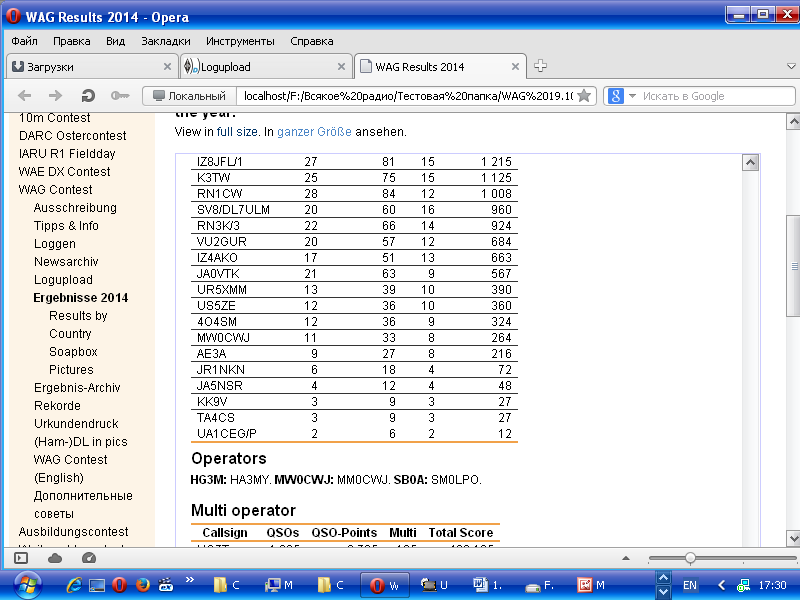 WAG Results 2014 - Opera
Файл Правка Вид Закладки Инструменты Справка
Загрузки Logupload WAG Results 2014
Локальный localhost/F:/Всякое%20радио/Тестовая%20папка/WAG%2019.10 Искать в Google
10m Contest
DARC Ostercontest
IARU R1 Fieldday
WAE DX Contest
WAG Contest
Ausschreibung
Tipps & Info
Loggen
Newsarchiv
Logupload
Ergebnisse 2014
Results by
Country
Soapbox
Pictures
Ergebnis-Archiv
Rekorde
Urkundendruck
(Ham-)DL in pics
WAG Contest
(English)
Дополнительные
советы
Ausbildungscontest
the year.
View in full size. In ganzer Größe ansehen.
IZ8JFL/1 27 81 15 1 215
K3TW 25 75 15 1 125
RN1CW 28 84 12 1 008
SV8/DL7ULM 20 60 16 960
RN3K/3 22 66 14 924
VU2GUR 20 57 12 684
IZ4AKO 17 51 13 663
JA0VTK 21 63 9 567
UR5XMM 13 39 10 390
US5ZE 12 36 10 360
4O4SM 12 36 9 324
MW0CWJ 11 33 8 264
AE3A 9 27 8 216
JR1NKN 6 18 4 72
JA5NSR 4 12 4 48
KK9V 3 9 3 27
TA4CS 3 9 3 27
UA1CEG/P 2 6 2 12
Operators
HG3M: HA3MY. MW0CWJ: MM0CWJ. SB0A: SM0LPO.
Multi operator
Callsign QSOs QSO-Points Multi Total Score
C M C W U 1. F. M EN 17:30